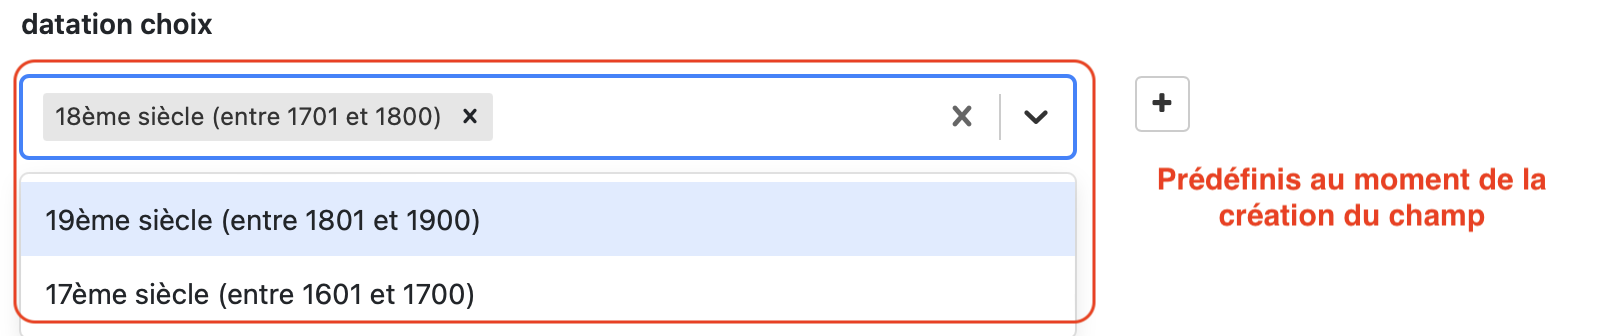 datation choix
18ème siècle (entre 1701 et 1800)
19ème siècle (entre 1801 et 1900)
17ème siècle (entre 1601 et 1700)
Prédéfinis au moment de la
création du champ